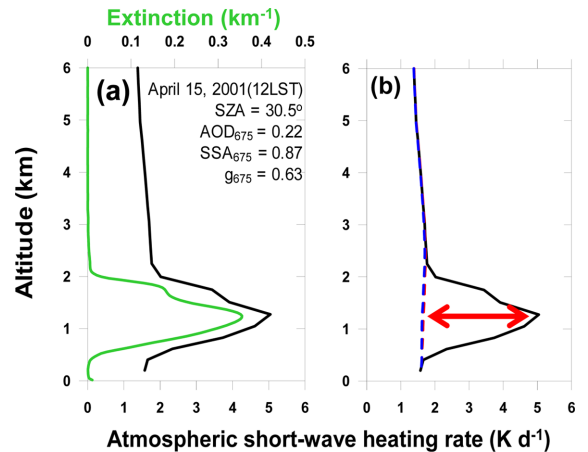 Extinction (km⁻¹)
0 0.1 0.2 0.3 0.4 0.5
(a)
April 15, 2001(12LST)
SZA = 30.5°
AOD₆₇₅ = 0.22
SSA₆₇₅ = 0.87
g₆₇₅ = 0.63
(b)
Altitude (km)
6
5
4
3
2
1
0
6
5
4
3
2
1
0
0 1 2 3 4 5 6
0 1 2 3 4 5 6
Atmospheric short-wave heating rate (K d⁻¹)